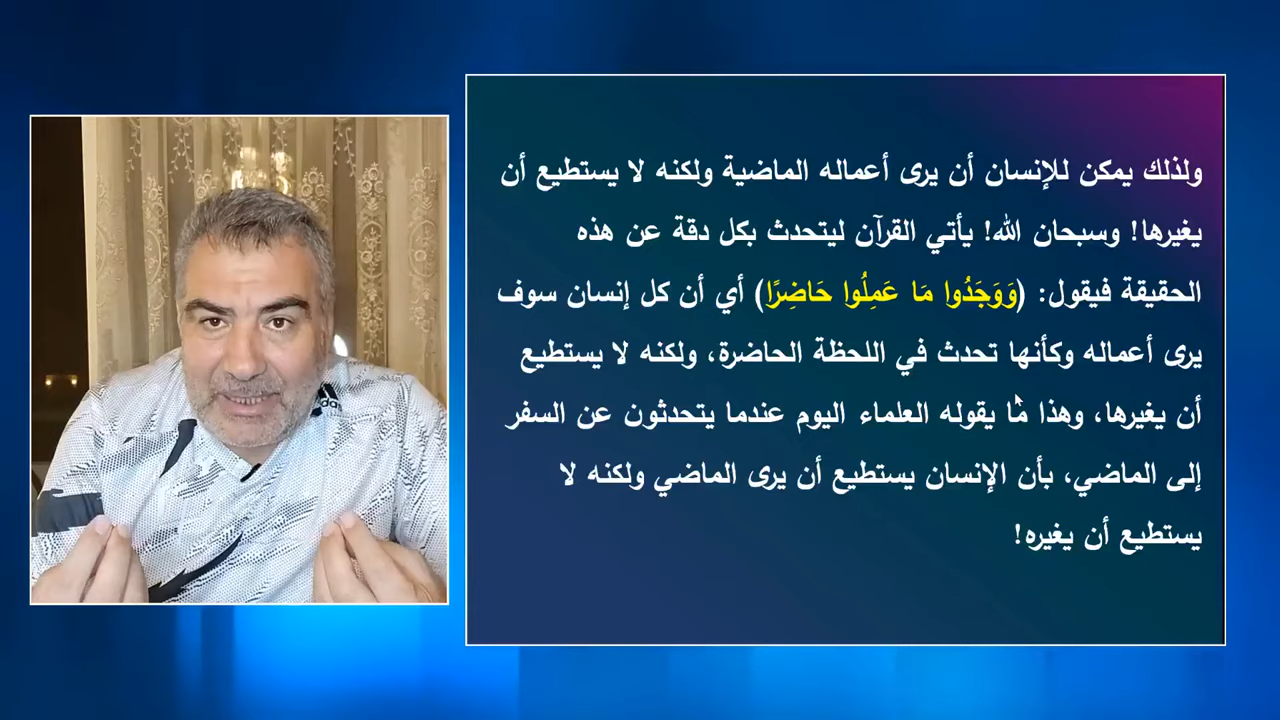 ولذلك يمكن للإنسان أن يرى أعماله الماضية ولكنه لا يستطيع أن
يغيرها! وسبحان الله! يأتي القرآن ليتحدث بكل دقة عن هذه
الحقيقة فيقول: (وَوَجَدُوا مَا عَمِلُوا حَاضِرًا) أي أن كل إنسان سوف
يرى أعماله وكأنها تحدث في اللحظة الحاضرة، ولكنه لا يستطيع
أن يغيرها، وهذا ما يقوله العلماء اليوم عندما يتحدثون عن السفر
إلى الماضي، بأن الإنسان يستطيع أن يرى الماضي ولكنه لا
يستطيع أن يغيره!
adidas